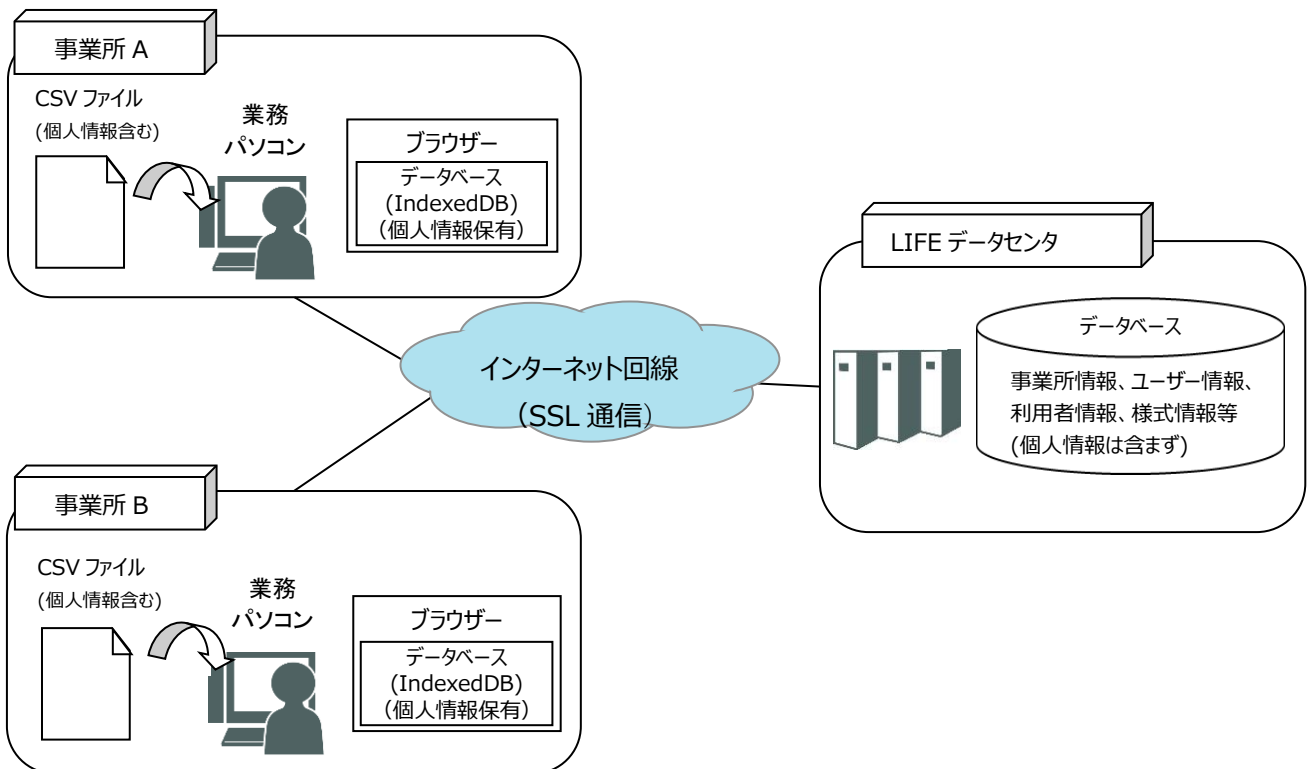 事業所 A
CSV ファイル
(個人情報含む)
業務
パソコン
ブラウザー
データベース
(IndexedDB)
(個人情報保有)
インターネット回線
(SSL 通信)
LIFE データセンタ
データベース
事業所情報、ユーザー情報、
利用者情報、様式情報等
(個人情報は含まず)
事業所 B
CSV ファイル
(個人情報含む)
業務
パソコン
ブラウザー
データベース
(IndexedDB)
(個人情報保有)